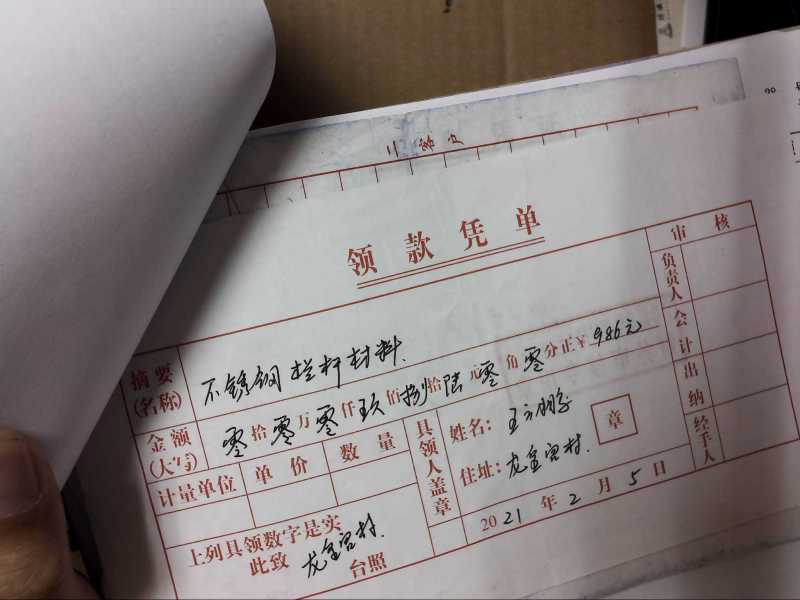 领款凭单
审核
负责人
会计
出纳
经手人
摘要(名称) 不锈钢栏杆材料.
金额(大写) 零拾零万零仟玖佰捌拾陆元零角零分正¥986元
计量单位 单价 数量
具领人盖章
姓名: 章
住址: 龙金宫村.
2021年2月5日
上列具领数字是实
此致 龙金宫村. 台照